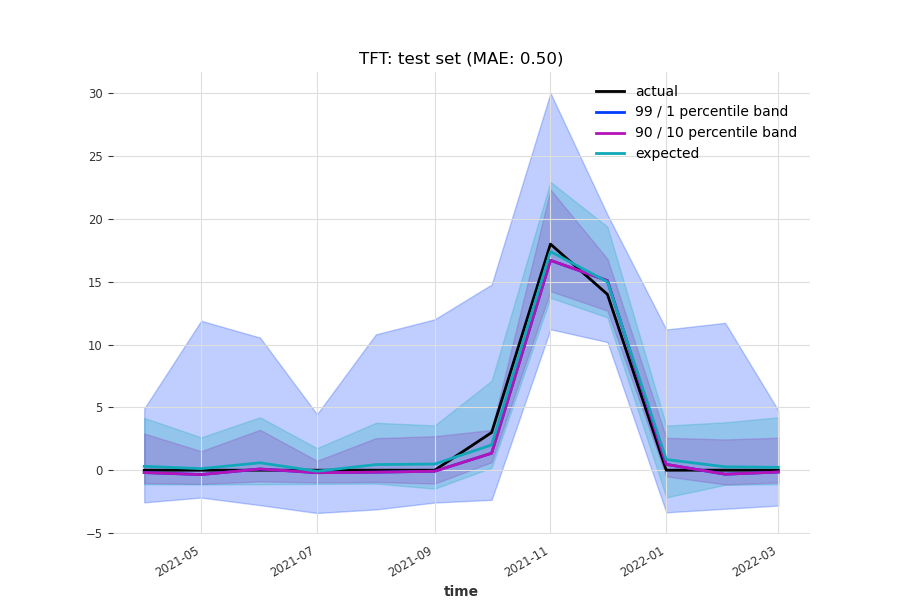 TFT: test set (MAE: 0.50)
actual
99 / 1 percentile band
90 / 10 percentile band
expected
30
25
20
15
10
5
0
−5
2021-05
2021-07
2021-09
2021-11
2022-01
2022-03
time